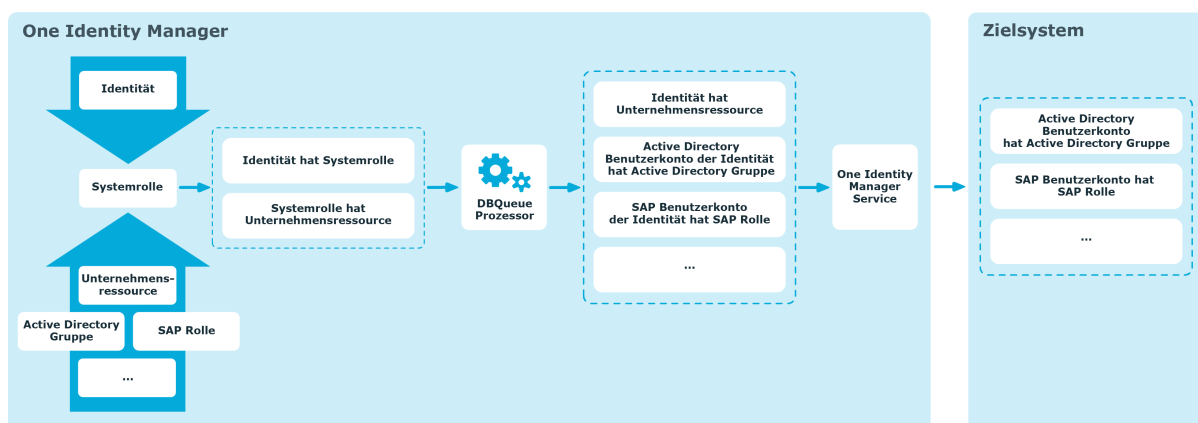 One Identity Manager
Identität
Systemrolle
Unternehmens-
ressource
Active Directory
Gruppe
SAP Rolle
...
Identität hat Systemrolle
Systemrolle hat
Unternehmensressource
DBQueue
Prozessor
Identität hat
Unternehmensressource
Active Directory
Benutzerkonto der Identität
hat Active Directory Gruppe
SAP Benutzerkonto
der Identität hat SAP Rolle
...
One Identity
Manager
Service
Zielsystem
Active Directory
Benutzerkonto
hat Active Directory Gruppe
SAP Benutzerkonto hat
SAP Rolle
...